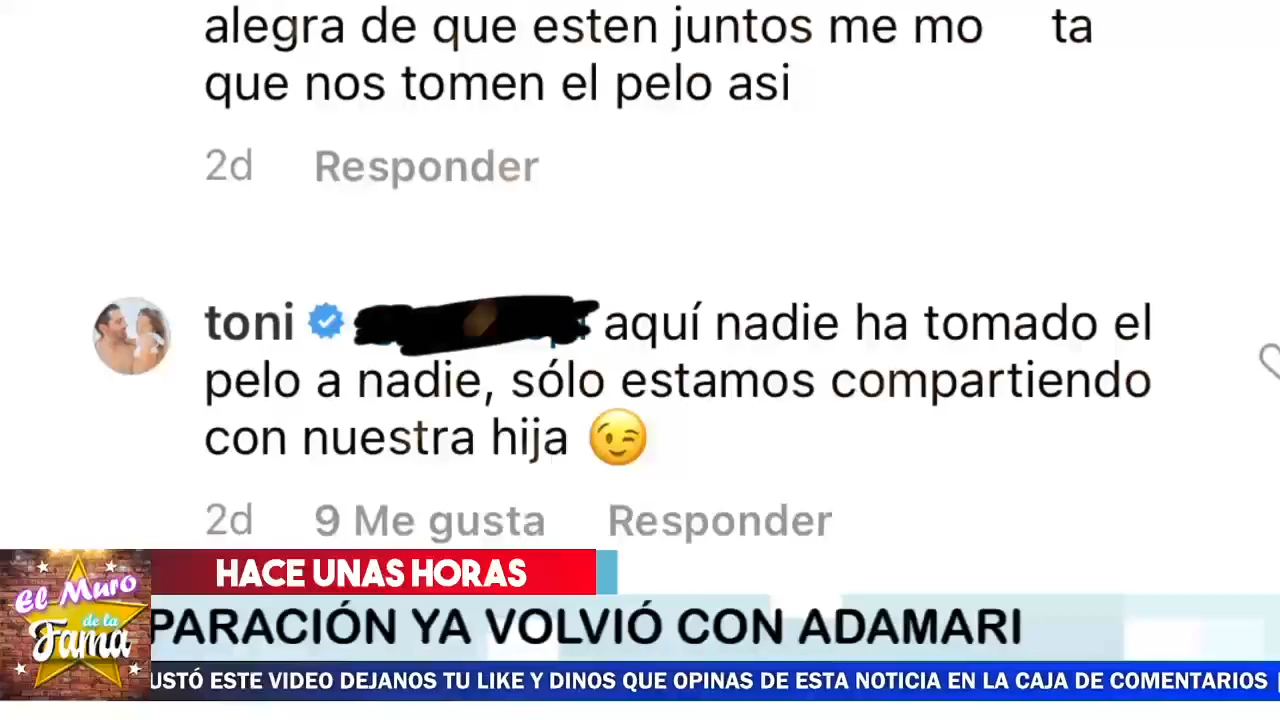 alegra de que esten juntos me mo ta
que nos tomen el pelo asi
2d Responder
toni aquí nadie ha tomado el
pelo a nadie, sólo estamos compartiendo
con nuestra hija 😉
2d 9 Me gusta Responder
HACE UNAS HORAS
El Muro
de la
Fama
PARACIÓN YA VOLVIÓ CON ADAMARI
USTÓ ESTE VIDEO DEJANOS TU LIKE Y DINOS QUE OPINAS DE ESTA NOTICIA EN LA CAJA DE COMENTARIOS